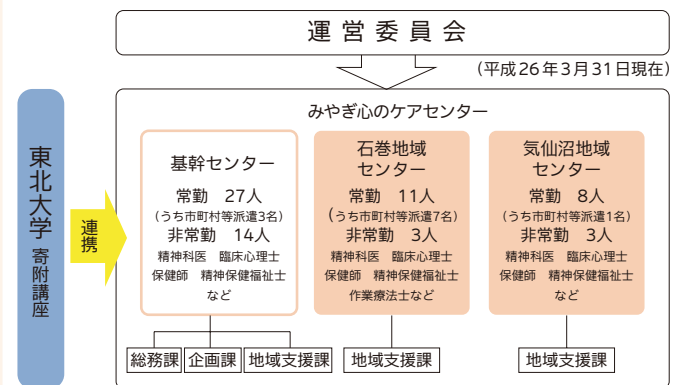 運営委員会
(平成26年3月31日現在)
東北大学 寄附講座
連携
みやぎ心のケアセンター
基幹センター
常勤 27人
(うち市町村等派遣3名)
非常勤 14人
精神科医 臨床心理士
保健師 精神保健福祉士
など
石巻地域
センター
常勤 11人
(うち市町村等派遣7名)
非常勤 3人
精神科医 臨床心理士
保健師 精神保健福祉士
作業療法士など
気仙沼地域
センター
常勤 8人
(うち市町村等派遣1名)
非常勤 3人
精神科医 臨床心理士
保健師 精神保健福祉士
など
総務課 企画課 地域支援課
地域支援課
地域支援課